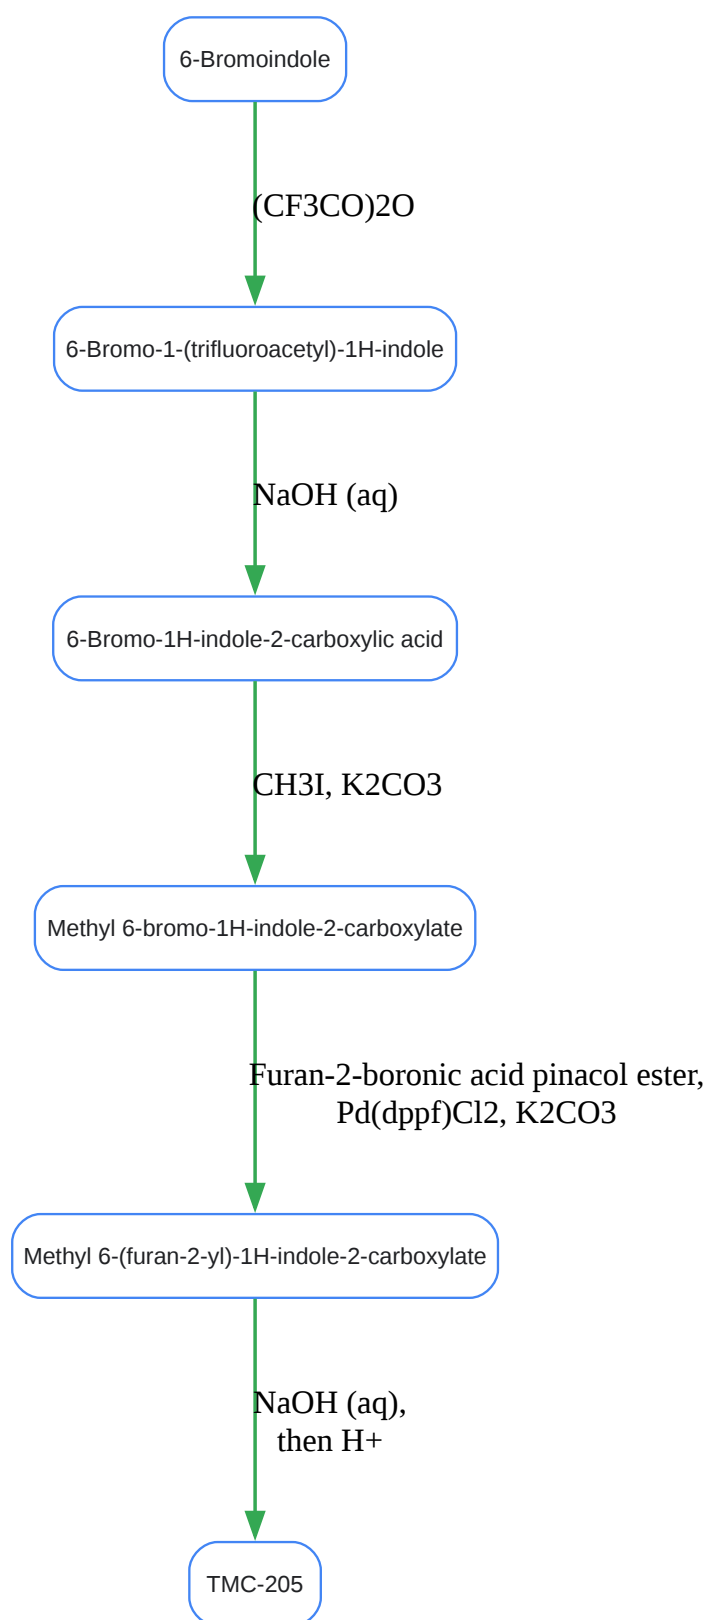 6-Bromoindole
(CF3CO)2O
6-Bromo-1-(trifluoroacetyl)-1H-indole
NaOH (aq)
6-Bromo-1H-indole-2-carboxylic acid
CH3I, K2CO3
Methyl 6-bromo-1H-indole-2-carboxylate
Furan-2-boronic acid pinacol ester,
Pd(dppf)Cl2, K2CO3
Methyl 6-(furan-2-yl)-1H-indole-2-carboxylate
NaOH (aq),
then H+
TMC-205